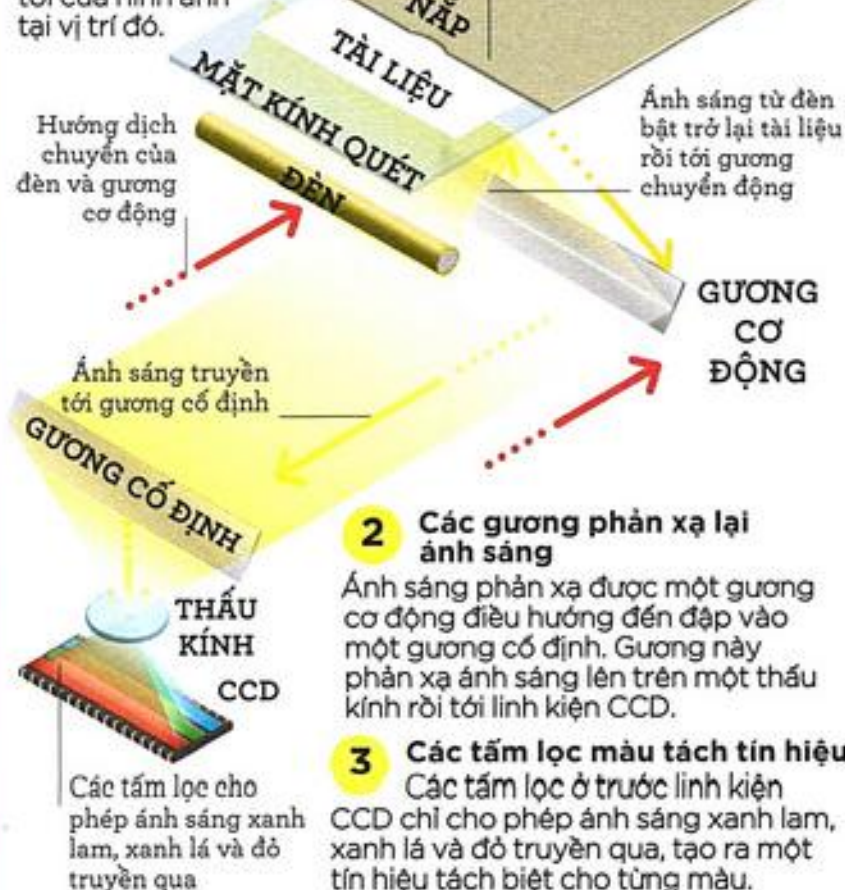 tại vị trí đó.
NẮP
TÀI LIỆU
MẶT KÍNH QUÉT
ĐÈN
Hướng dịch
chuyển của
đèn và gương
cơ động
Ánh sáng từ đèn
bật trở lại tài liệu
rồi tới gương
chuyển động
GƯƠNG
CƠ
ĐỘNG
Ánh sáng truyền
tới gương cố định
GƯƠNG CỐ ĐỊNH
THẤU
KÍNH
CCD
Các tấm lọc cho
phép ánh sáng xanh
lam, xanh lá và đỏ
truyền qua
2 Các gương phản xạ lại
ánh sáng
Ánh sáng phản xạ được một gương
cơ động điều hướng đến đập vào
một gương cố định. Gương này
phản xạ ánh sáng lên trên một thấu
kính rồi tới linh kiện CCD.
3 Các tấm lọc màu tách tín hiệu
Các tấm lọc ở trước linh kiện
CCD chỉ cho phép ánh sáng xanh lam,
xanh lá và đỏ truyền qua, tạo ra một
tín hiệu tách biệt cho từng màu.